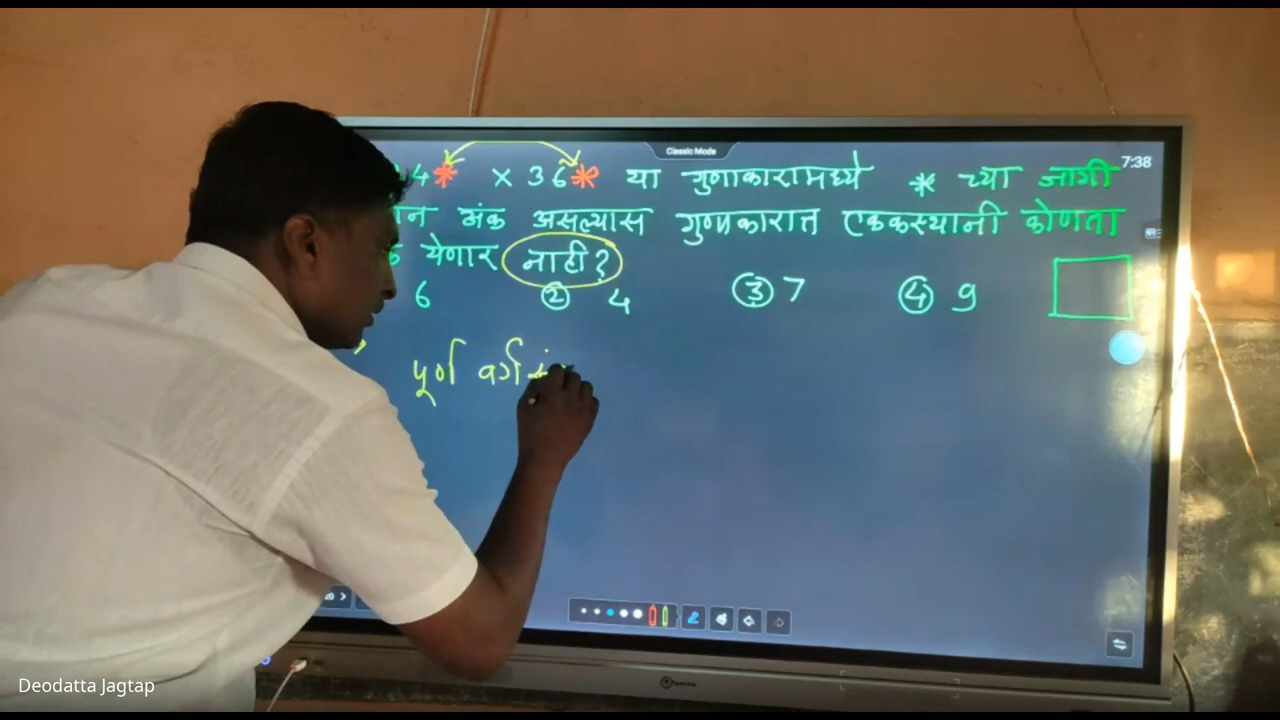 Classic Mode
7:38
4* × 36* या गुणाकारामध्ये * च्या जागी
अंक असल्यास गुणाकारात एककस्थानी कोणता
येणार नाही?
6 ② 4 ③ 7 ④ 9
पूर्ण वर्ग
Deodatta Jagtap